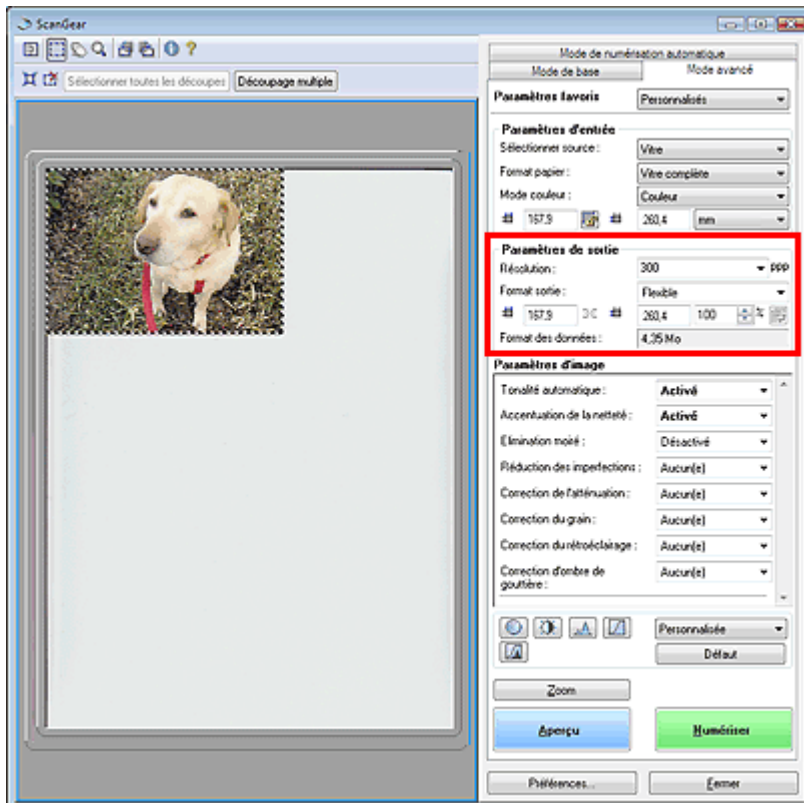 ScanGear
Sélectionner toutes les découpes Découpage multiple
Mode de numérisation automatique
Mode de base Mode avancé
Paramètres favoris Personnalisés
Paramètres d'entrée
Sélectionner source : Vitre
Format papier : Vitre complète
Mode couleur : Couleur
167,9 260,4 mm
Paramètres de sortie
Résolution : 300 ppp
Format sortie : Flexible
167,9 260,4 100 %
Format des données : 4,35 Mo
Paramètres d'image
Tonalité automatique : Activé
Accentuation de la netteté : Activé
Elimination moiré : Désactivé
Réduction des imperfections : Aucun(e)
Correction de l'atténuation : Aucun(e)
Correction du grain : Aucun(e)
Correction du rétroéclairage : Aucun(e)
Correction d'ombre de Aucun(e)
gouttière :
Personnalisée
Défaut
Zoom
Aperçu Numériser
Préférences... Fermer